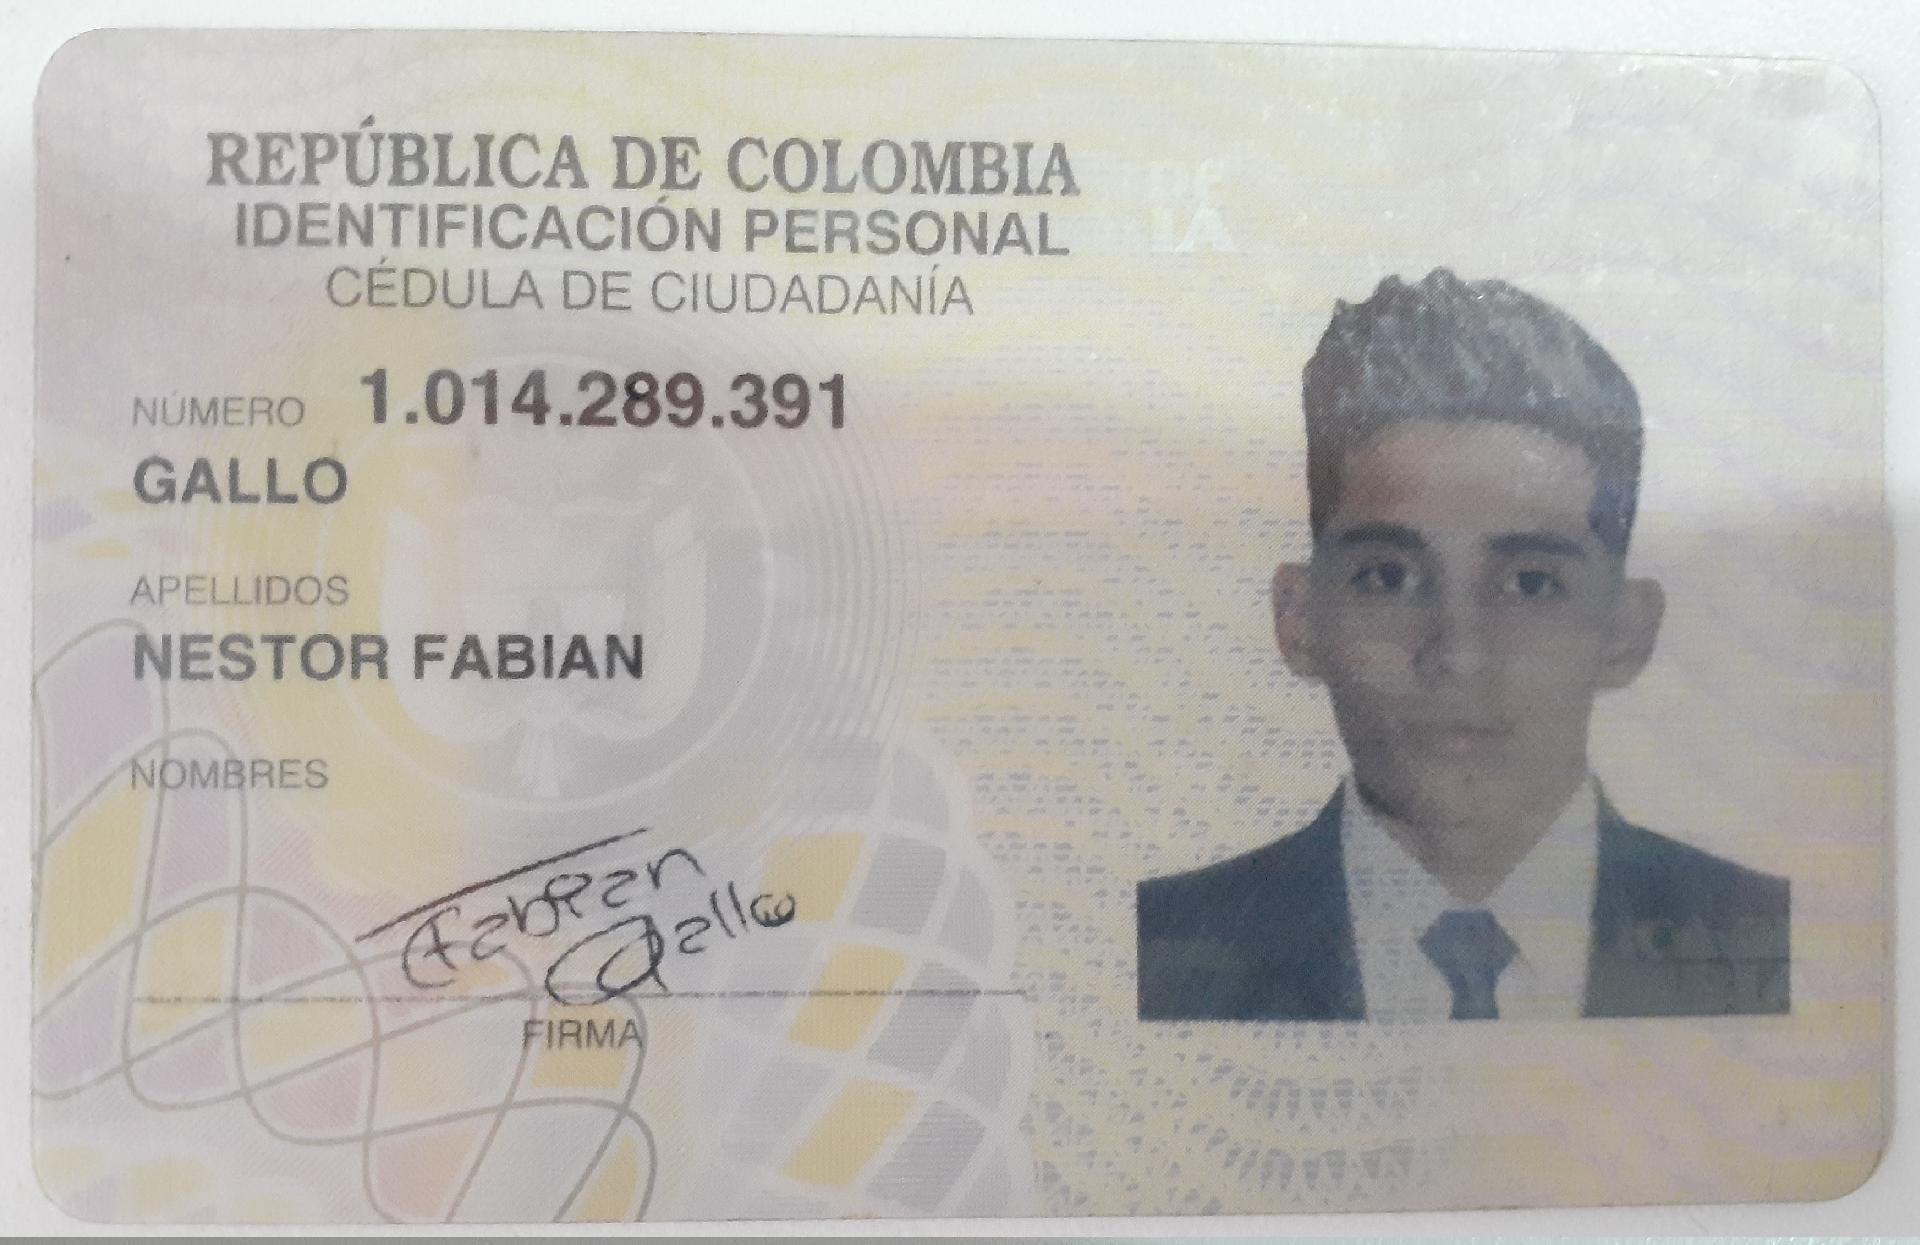 REPÚBLICA DE COLOMBIA
IDENTIFICACIÓN PERSONAL
CÉDULA DE CIUDADANÍA
NÚMERO 1.014.289.391
GALLO
APELLIDOS
NESTOR FABIAN
NOMBRES
Fabian
Gallo
FIRMA